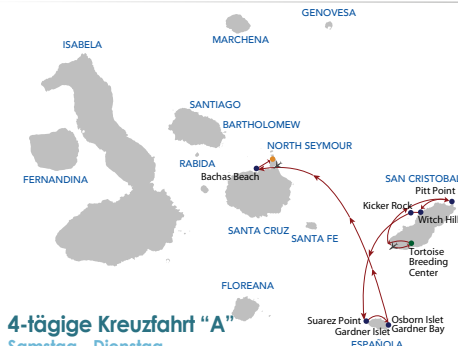 GENOVESA
MARCHENA
ISABELA
SANTIAGO
BARTHOLOMEW
NORTH SEYMOUR
RABIDA
Bachas Beach
FERNANDINA
SAN CRISTOBAL
Pitt Point
Kicker Rock
Witch Hill
SANTA CRUZ
SANTA FE
Tortoise
Breeding
Center
FLOREANA
Suarez Point
Osborn Islet
Gardner Islet
Gardner Bay
ESPAÑOLA
4-tägige Kreuzfahrt “A”
Samstag - Dienstag